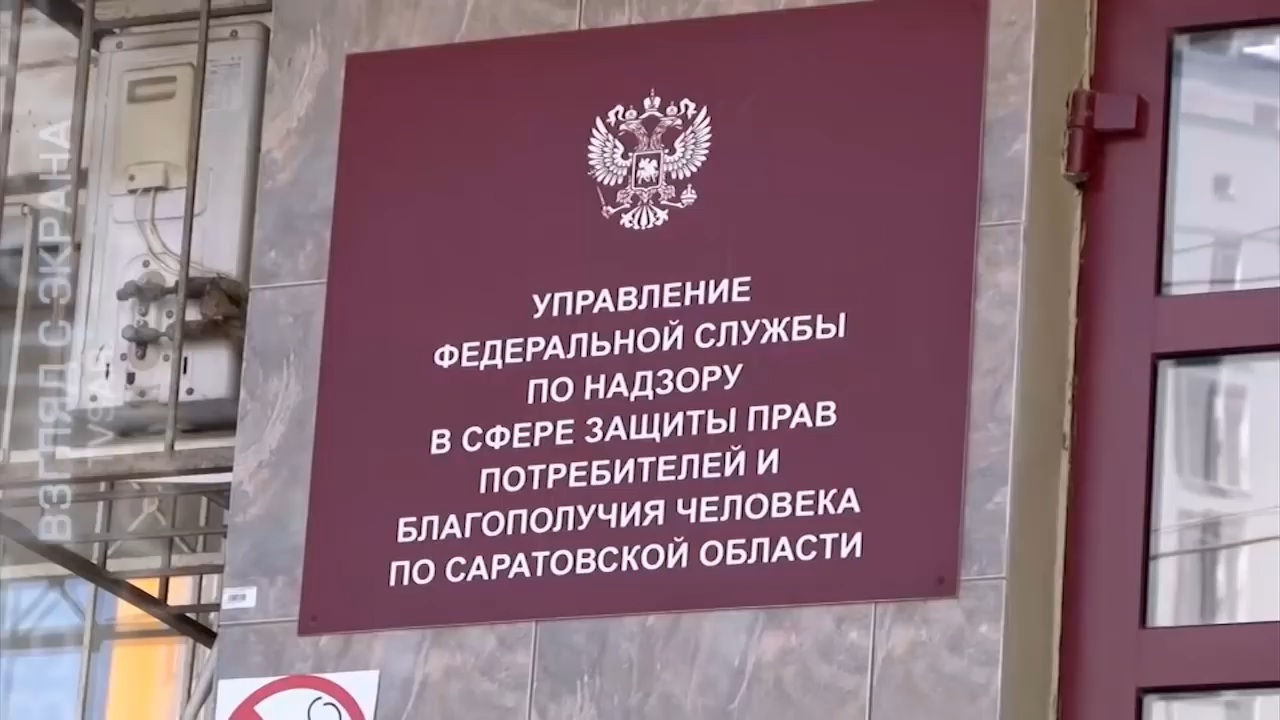 УПРАВЛЕНИЕ
ФЕДЕРАЛЬНОЙ СЛУЖБЫ
ПО НАДЗОРУ
В СФЕРЕ ЗАЩИТЫ ПРАВ
ПОТРЕБИТЕЛЕЙ И
БЛАГОПОЛУЧИЯ ЧЕЛОВЕКА
ПО САРАТОВСКОЙ ОБЛАСТИ
ВЗГЛЯД С ЭКРАНА